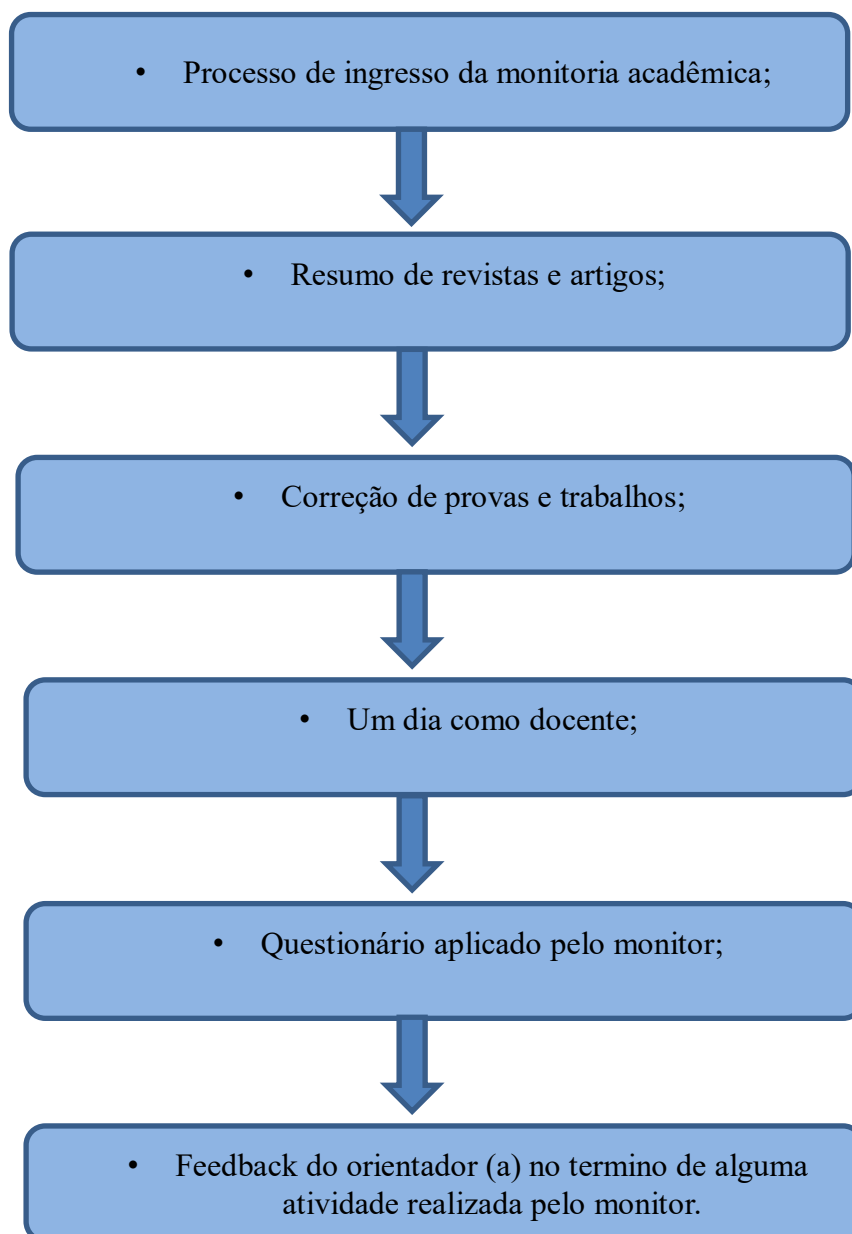 • Processo de ingresso da monitoria acadêmica;
• Resumo de revistas e artigos;
• Correção de provas e trabalhos;
• Um dia como docente;
• Questionário aplicado pelo monitor;
• Feedback do orientador (a) no termino de alguma
atividade realizada pelo monitor.